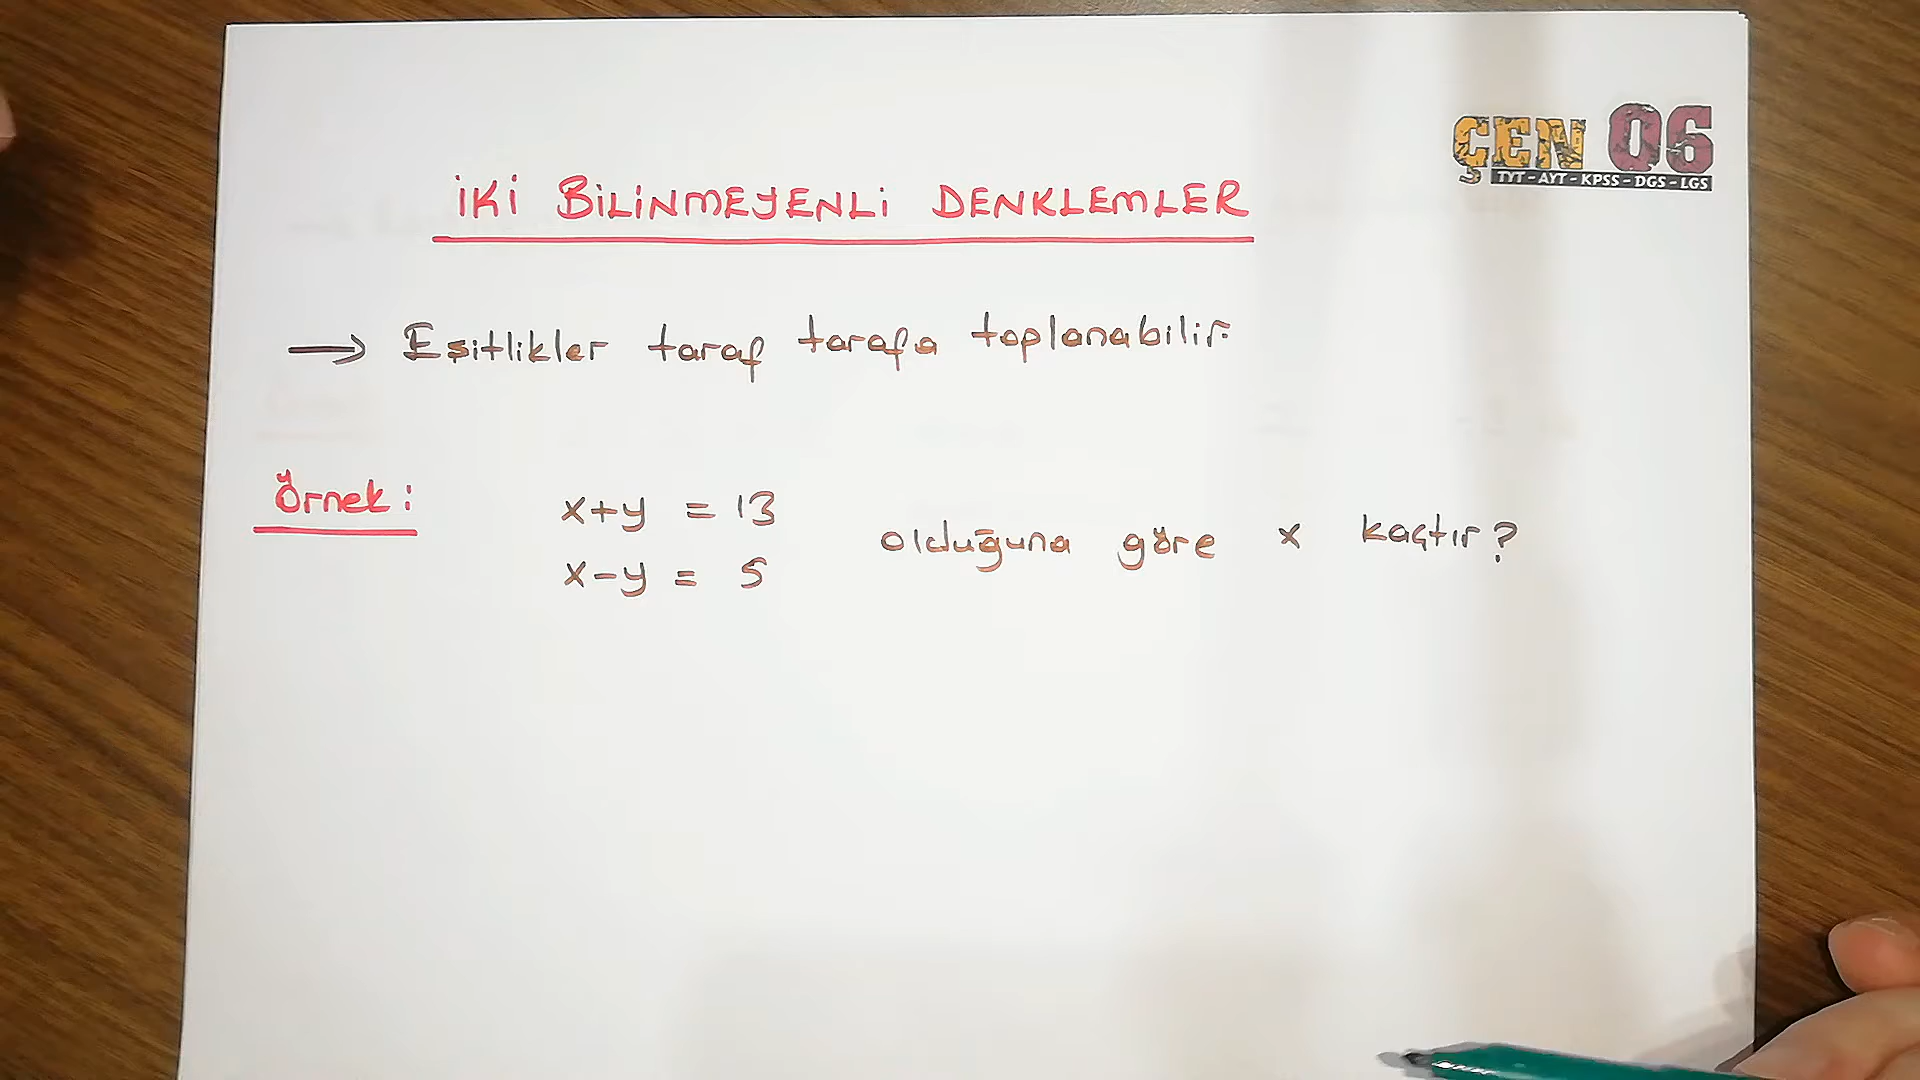 ÇEN 06
TYT - AYT - KPSS - DGS - LGS
İKİ BİLİNMEYENLİ DENKLEMLER
→ Eşitlikler taraf tarafa toplanabilir.
Örnek:
x+y = 13
x-y = 5
olduğuna göre x kaçtır?